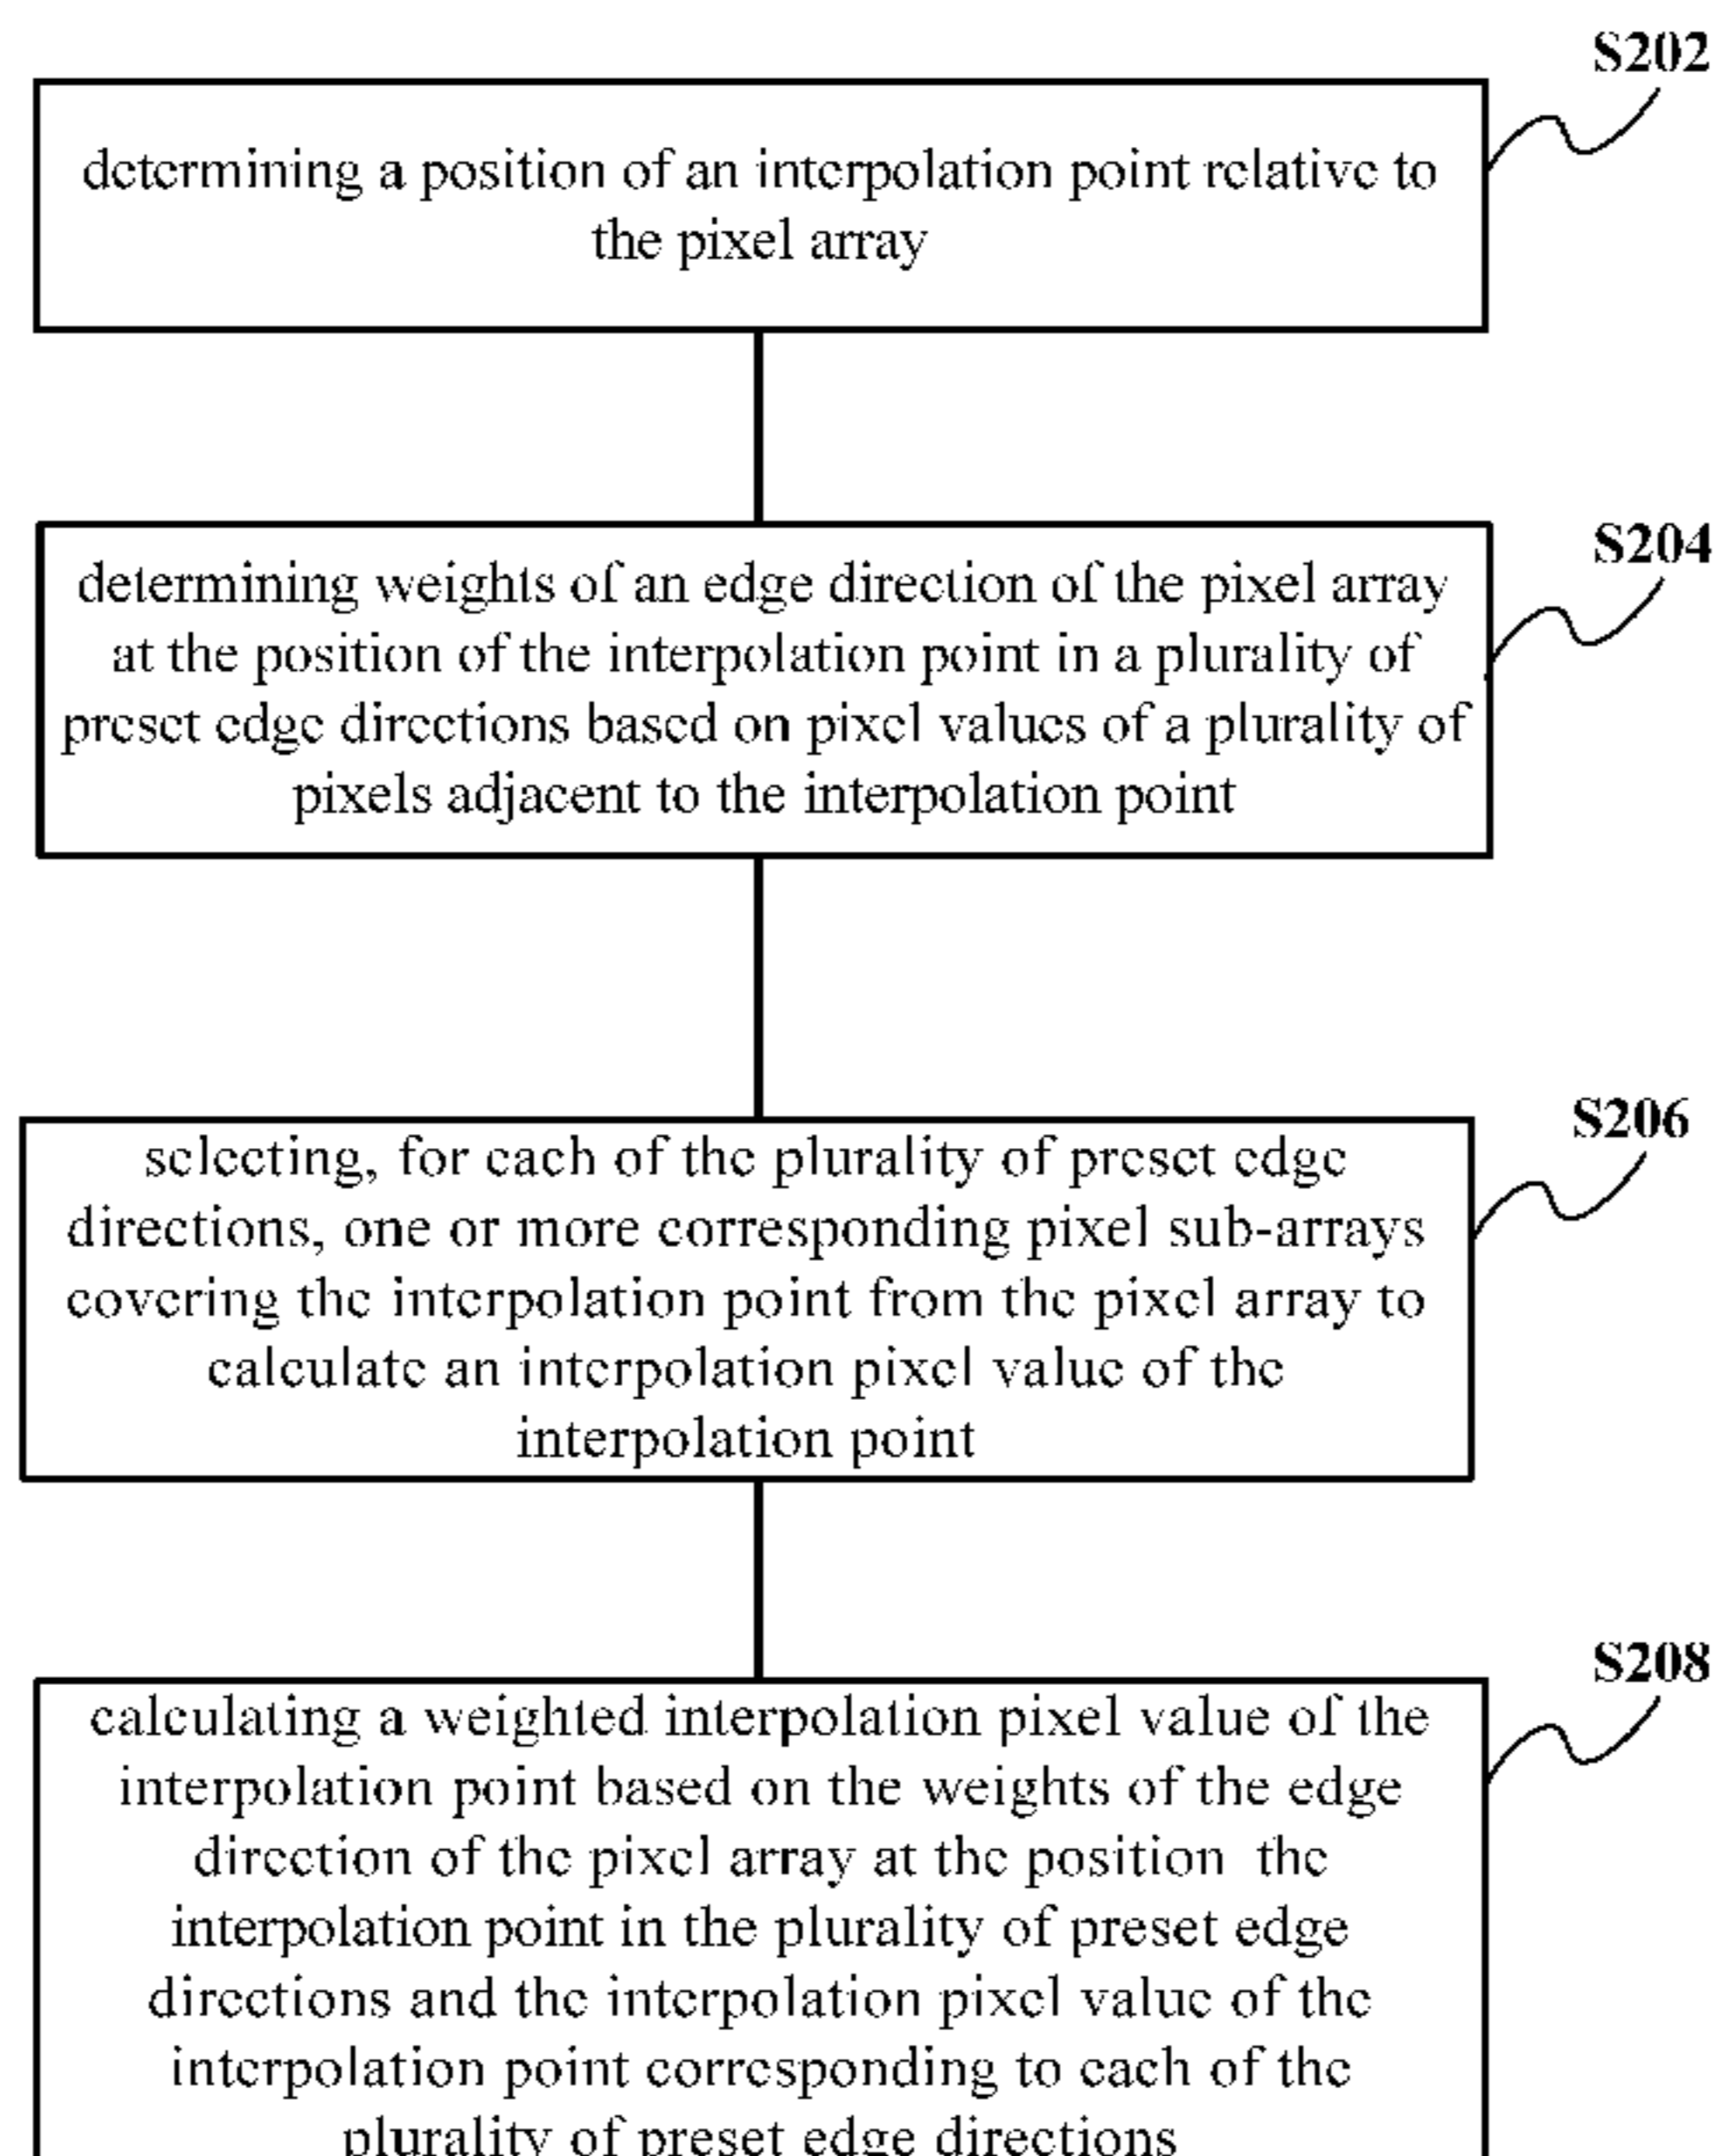 S202
determining a position of an interpolation point relative to
the pixel array
S204
determining weights of an edge direction of the pixel array
at the position of the interpolation point in a plurality of
preset edge directions based on pixel values of a plurality of
pixels adjacent to the interpolation point
S206
selecting, for each of the plurality of preset edge
directions, one or more corresponding pixel sub-arrays
covering the interpolation point from the pixel array to
calculate an interpolation pixel value of the
interpolation point
S208
calculating a weighted interpolation pixel value of the
interpolation point based on the weights of the edge
direction of the pixel array at the position the
interpolation point in the plurality of preset edge
directions and the interpolation pixel value of the
interpolation point corresponding to each of the
plurality of preset edge directions